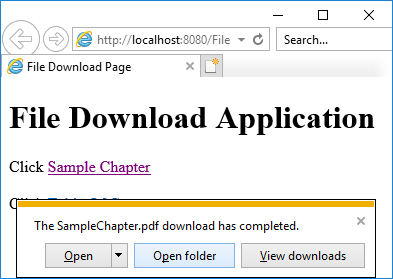 http://localhost:8080/File
Search...
File Download Page
File Download Application
Click Sample Chapter
The SampleChapter.pdf download has completed.
Open
Open folder
View downloads